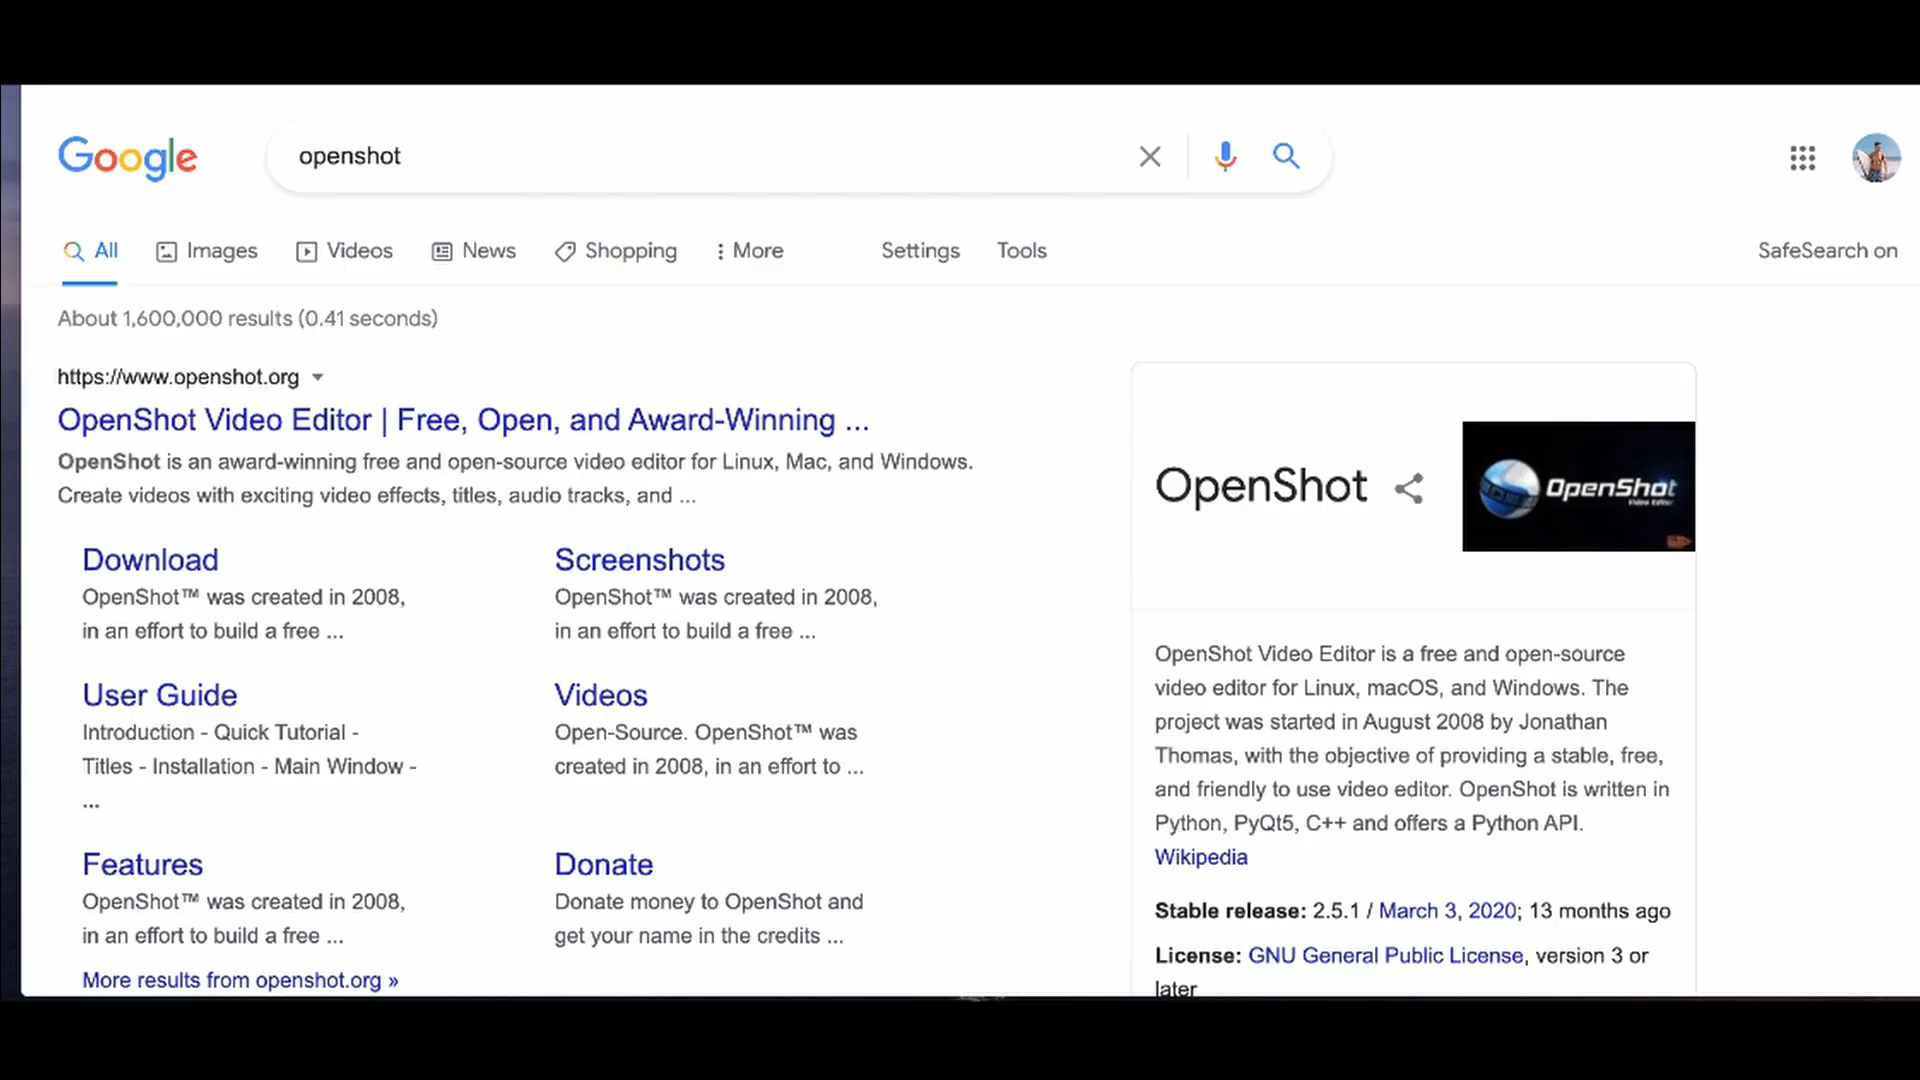 Google
openshot
All
Images
Videos
News
Shopping
More
Settings
Tools
SafeSearch on
About 1,600,000 results (0.41 seconds)
https://www.openshot.org
OpenShot Video Editor | Free, Open, and Award-Winning ...
OpenShot is an award-winning free and open-source video editor for Linux, Mac, and Windows.
Create videos with exciting video effects, titles, audio tracks, and ...
Download
OpenShot™ was created in 2008,
in an effort to build a free ...
Screenshots
OpenShot™ was created in 2008,
in an effort to build a free ...
User Guide
Introduction - Quick Tutorial -
Titles - Installation - Main Window -
...
Videos
Open-Source. OpenShot™ was
created in 2008, in an effort to ...
Features
OpenShot™ was created in 2008,
in an effort to build a free ...
Donate
Donate money to OpenShot and
get your name in the credits ...
More results from openshot.org »
OpenShot
OpenShot
Video Editor
OpenShot Video Editor is a free and open-source
video editor for Linux, macOS, and Windows. The
project was started in August 2008 by Jonathan
Thomas, with the objective of providing a stable, free,
and friendly to use video editor. OpenShot is written in
Python, PyQt5, C++ and offers a Python API.
Wikipedia
Stable release: 2.5.1 / March 3, 2020; 13 months ago
License: GNU General Public License, version 3 or
later